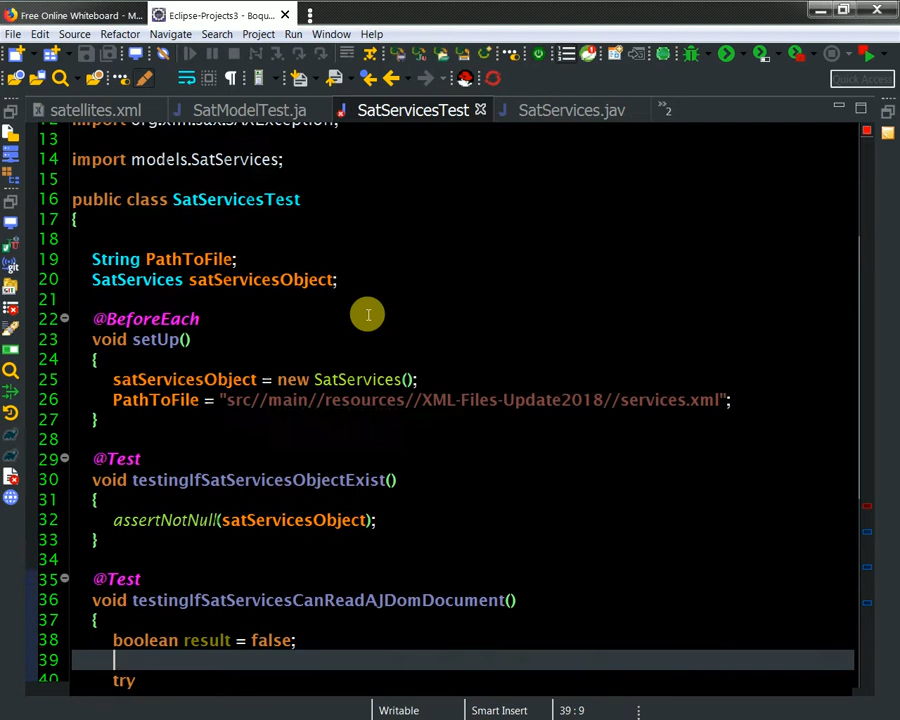 Free Online Whiteboard - M...
Eclipse-Projects3 - Boqu...
File Edit Source Refactor Navigate Search Project Run Window Help
Quick Access
satellites.xml
SatModelTest.ja
SatServicesTest
SatServices.jav
»2
13
14 import models.SatServices;
15
16 public class SatServicesTest
17 {
18
19 String PathToFile;
20 SatServices satServicesObject;
21
22 @BeforeEach
23 void setUp()
24 {
25 satServicesObject = new SatServices();
26 PathToFile = "src//main//resources//XML-Files-Update2018//services.xml";
27 }
28
29 @Test
30 void testingIfSatServicesObjectExist()
31 {
32 assertNotNull(satServicesObject);
33 }
34
35 @Test
36 void testingIfSatServicesCanReadAJDomDocument()
37 {
38 boolean result = false;
39
40 try
Writable Smart Insert 39 : 9